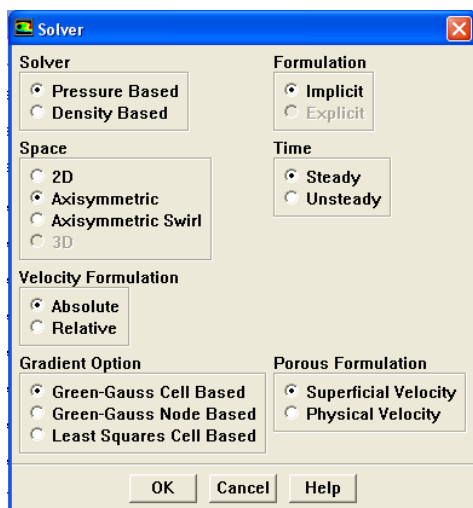 Solver
Solver
Pressure Based
Density Based
Formulation
Implicit
Explicit
Space
2D
Axisymmetric
Axisymmetric Swirl
3D
Time
Steady
Unsteady
Velocity Formulation
Absolute
Relative
Gradient Option
Green-Gauss Cell Based
Green-Gauss Node Based
Least Squares Cell Based
Porous Formulation
Superficial Velocity
Physical Velocity
OK
Cancel
Help